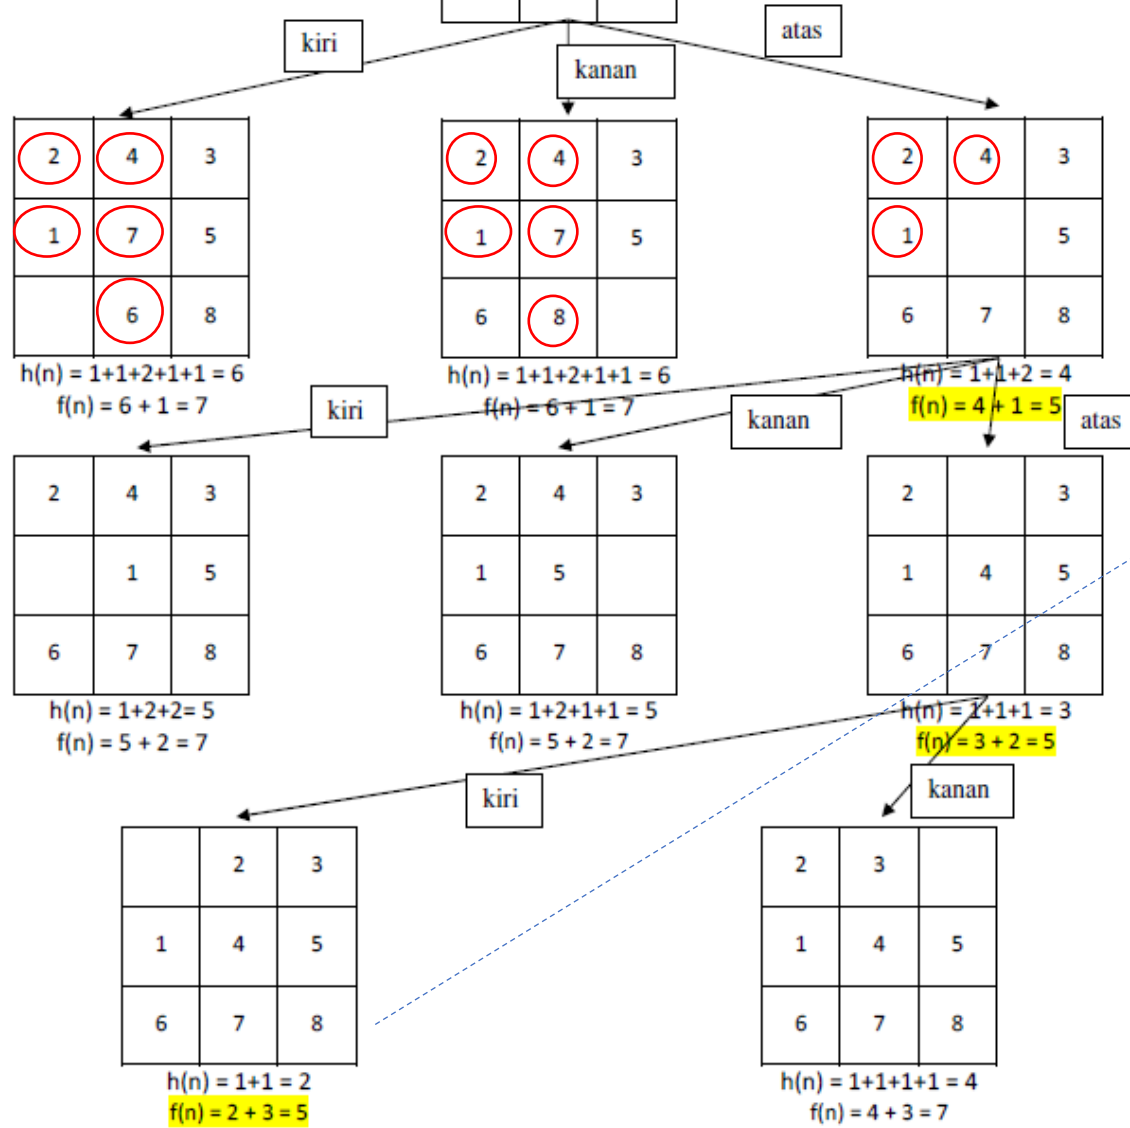 kiri
kanan
atas
2 4 3
1 7 5
6 8
h(n) = 1+1+2+1+1 = 6
f(n) = 6 + 1 = 7
2 4 3
1 7 5
6 8
h(n) = 1+1+2+1+1 = 6
f(n) = 6 + 1 = 7
2 4 3
1 5
6 7 8
h(n) = 1+1+2 = 4
f(n) = 4 + 1 = 5
kiri
kanan
atas
2 4 3
1 5
6 7 8
h(n) = 1+2+2= 5
f(n) = 5 + 2 = 7
2 4 3
1 5
6 7 8
h(n) = 1+2+1+1 = 5
f(n) = 5 + 2 = 7
2 3
1 4 5
6 7 8
h(n) = 1+1+1 = 3
f(n) = 3 + 2 = 5
kiri
kanan
2 3
1 4 5
6 7 8
h(n) = 1+1 = 2
f(n) = 2 + 3 = 5
2 3
1 4 5
6 7 8
h(n) = 1+1+1+1 = 4
f(n) = 4 + 3 = 7